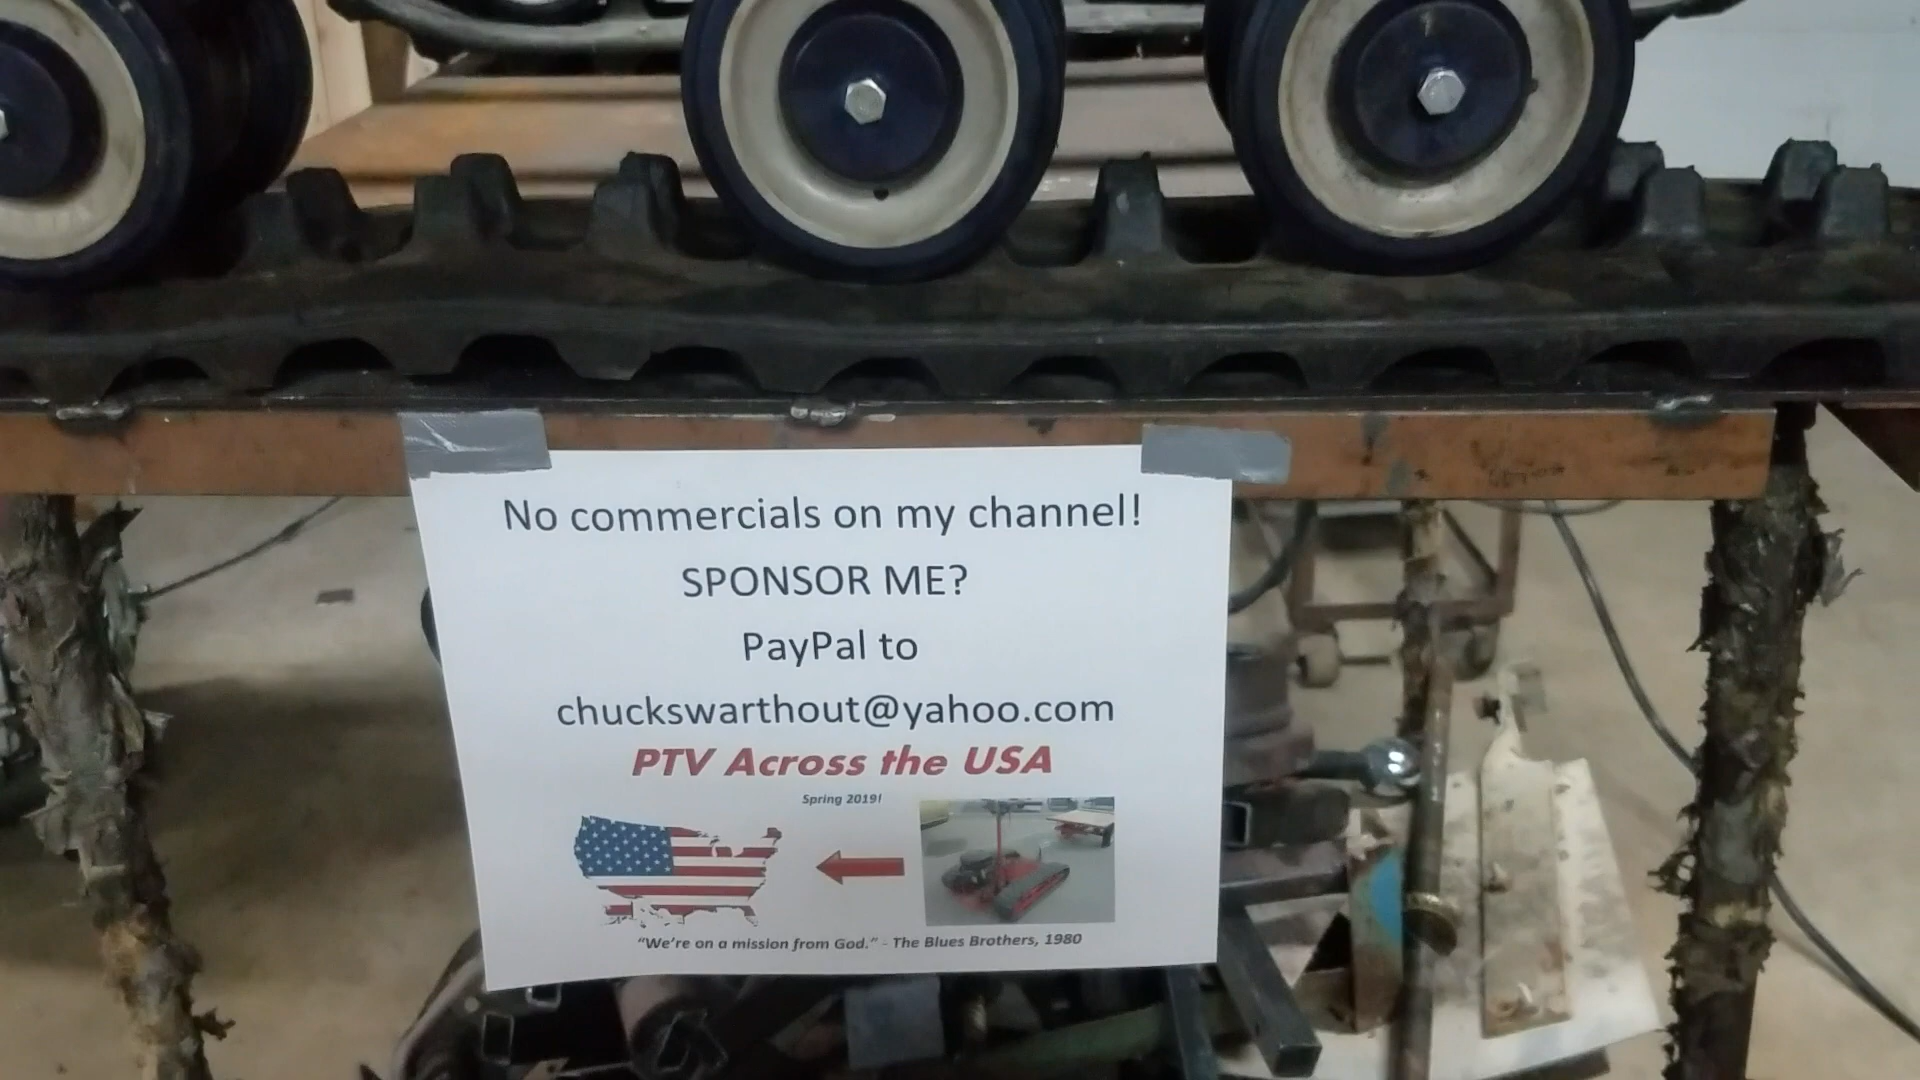 No commercials on my channel!
SPONSOR ME?
PayPal to
chuckswarthout@yahoo.com
PTV Across the USA
Spring 2019!
"We're on a mission from God." - The Blues Brothers, 1980